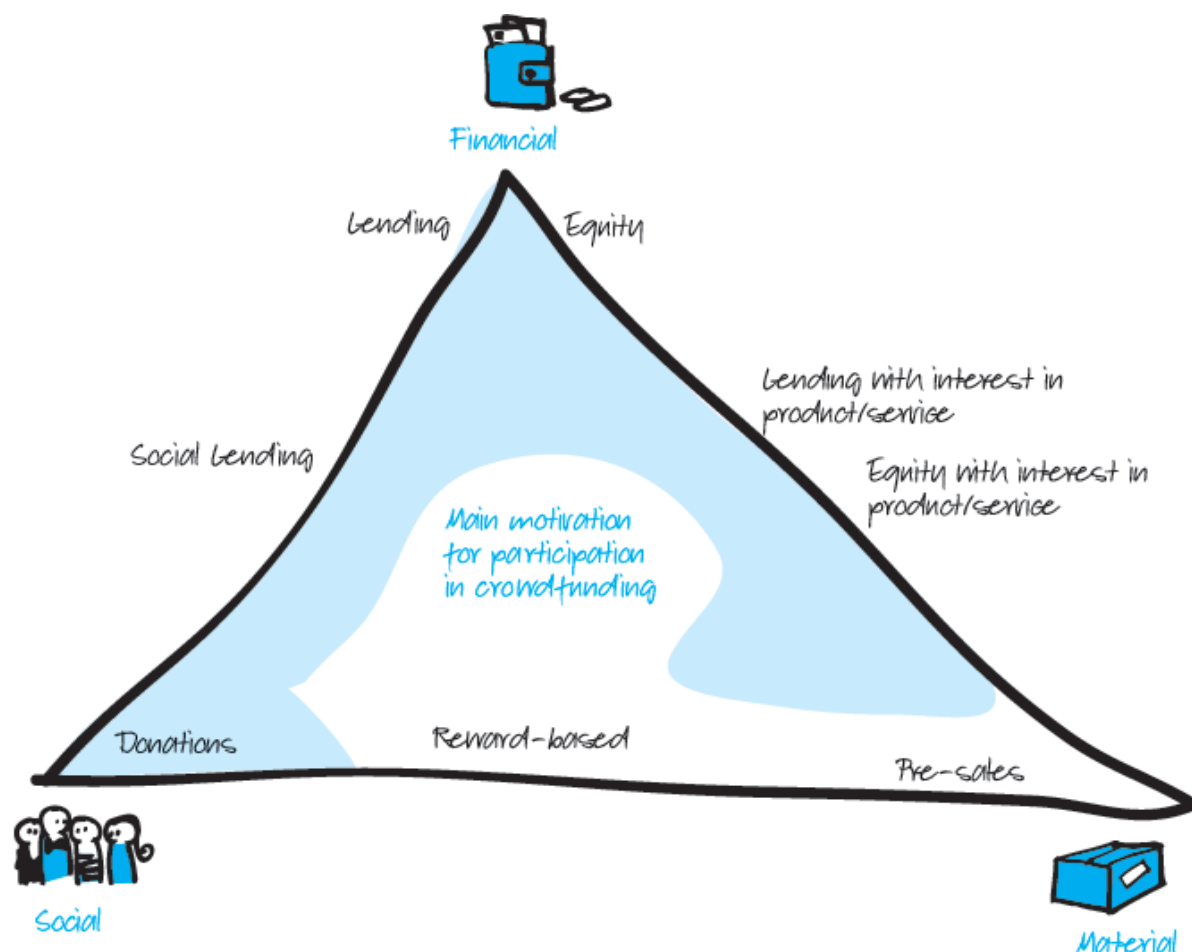 Financial
Lending
Equity
Lending with interest in
product/service
Social Lending
Equity with interest in
product/service
Main motivation
for participation
in crowdfunding
Donations
Reward-based
Pre-sales
Social
Material